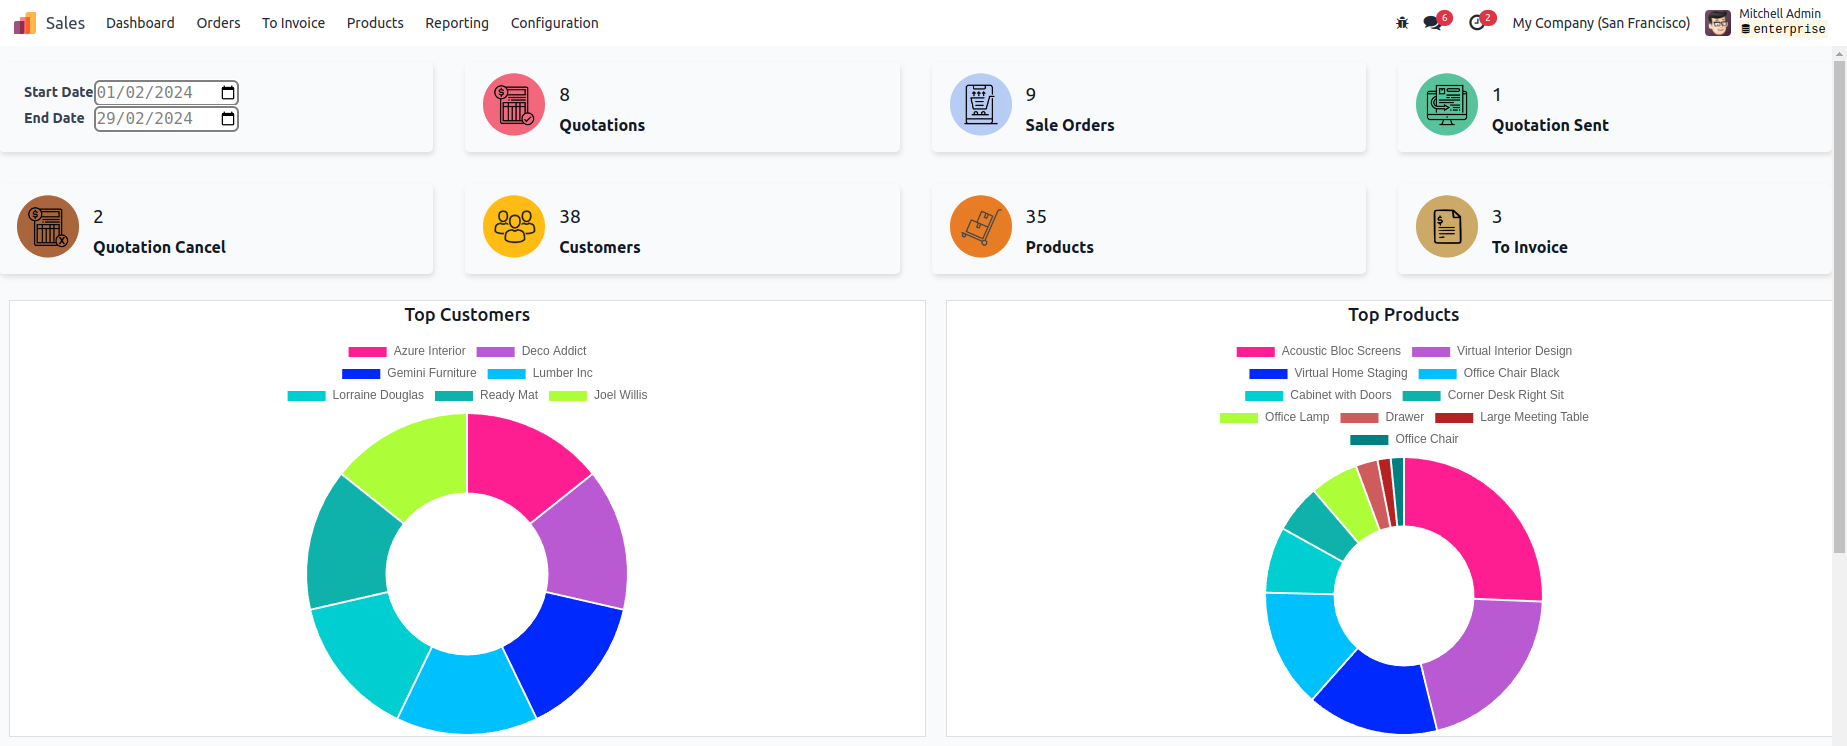 Sales Dashboard Orders To Invoice Products Reporting Configuration 6 2 My Company (San Francisco) Mitchell Admin
enterprise
Start Date 01/02/2024
End Date 29/02/2024
8
Quotations
9
Sale Orders
1
Quotation Sent
2
Quotation Cancel
38
Customers
35
Products
3
To Invoice
Top Customers
Azure Interior Deco Addict
Gemini Furniture Lumber Inc
Lorraine Douglas Ready Mat Joel Willis
Top Products
Acoustic Bloc Screens Virtual Interior Design
Virtual Home Staging Office Chair Black
Cabinet with Doors Corner Desk Right Sit
Office Lamp Drawer Large Meeting Table
Office Chair